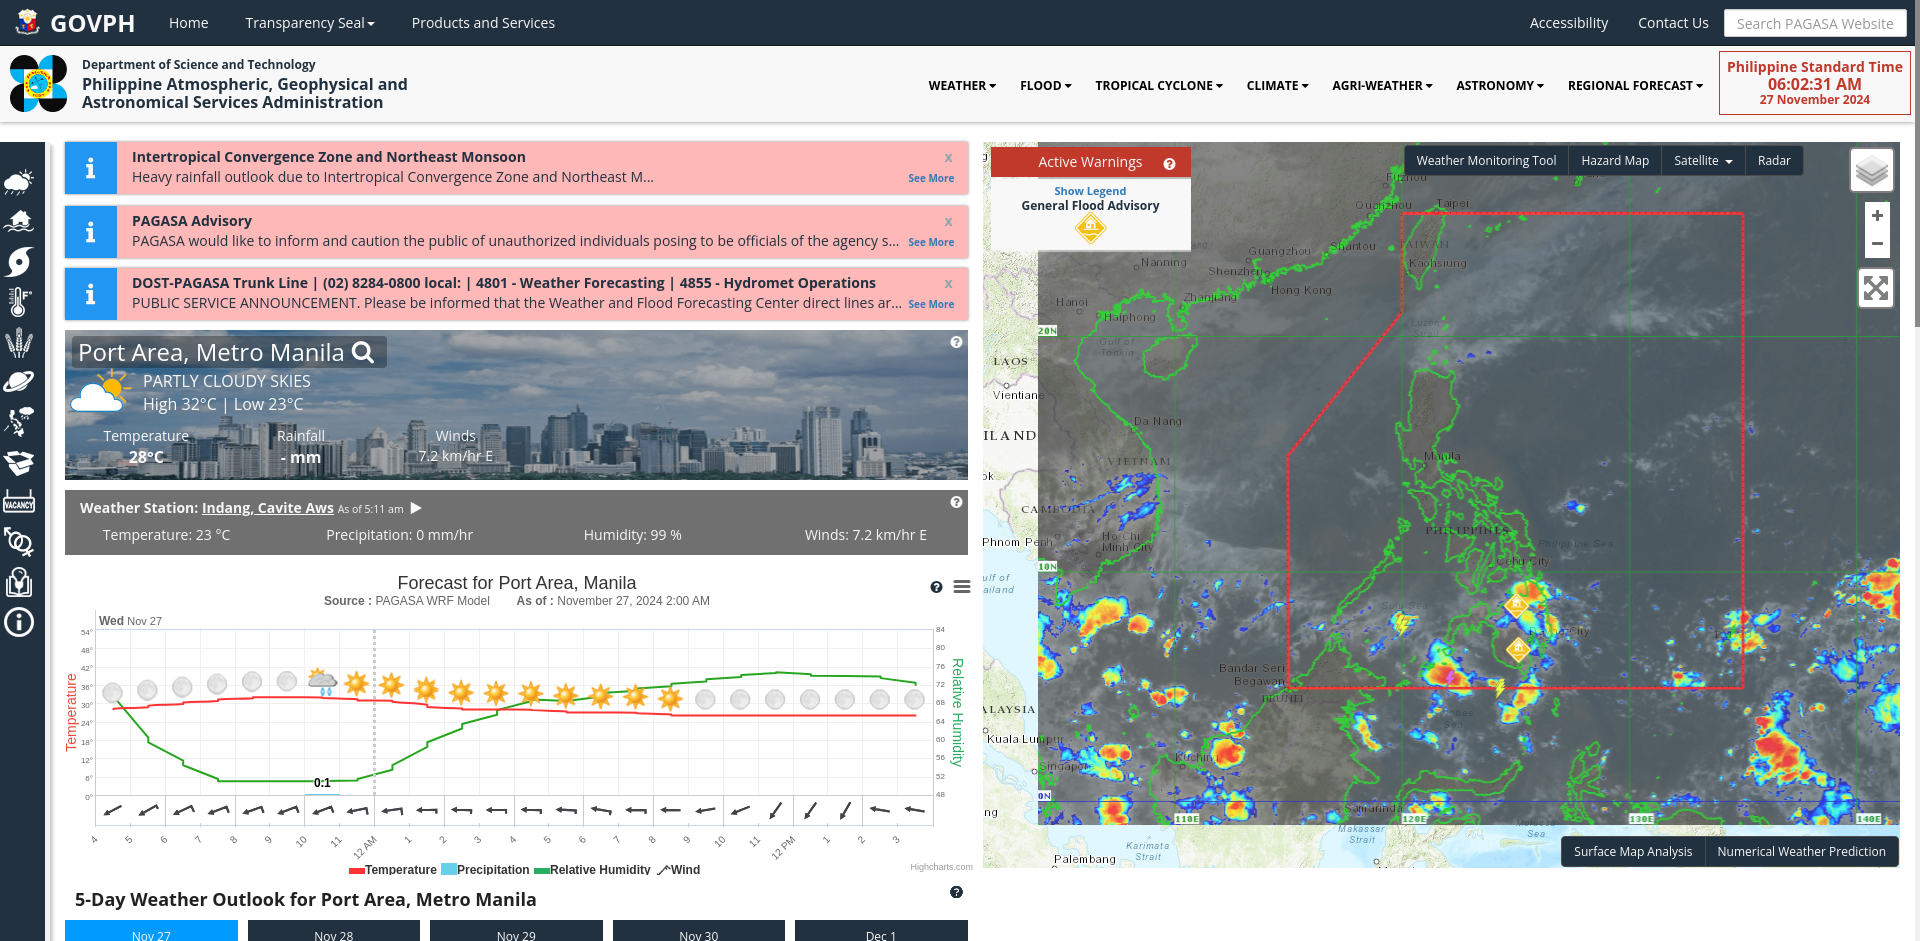 GOVPH
Home
Transparency Seal
Products and Services
Accessibility
Contact Us
Search PAGASA Website
Department of Science and Technology
Philippine Atmospheric, Geophysical and
Astronomical Services Administration
WEATHER
FLOOD
TROPICAL CYCLONE
CLIMATE
AGRI-WEATHER
ASTRONOMY
REGIONAL FORECAST
Philippine Standard Time
06:02:31 AM
27 November 2024
VACANCY
Intertropical Convergence Zone and Northeast Monsoon
x
Heavy rainfall outlook due to Intertropical Convergence Zone and Northeast M...
See More
PAGASA Advisory
x
PAGASA would like to inform and caution the public of unauthorized individuals posing to be officials of the agency s...
See More
DOST-PAGASA Trunk Line | (02) 8284-0800 local: | 4801 - Weather Forecasting | 4855 - Hydromet Operations
x
PUBLIC SERVICE ANNOUNCEMENT. Please be informed that the Weather and Flood Forecasting Center direct lines ar...
See More
Port Area, Metro Manila
PARTLY CLOUDY SKIES
High 32°C | Low 23°C
Temperature
28°C
Rainfall
- mm
Winds
7.2 km/hr E
Weather Station: Indang, Cavite Aws As of 5:11 am
Temperature: 23 °C
Precipitation: 0 mm/hr
Humidity: 99 %
Winds: 7.2 km/hr E
Forecast for Port Area, Manila
Source : PAGASA WRF Model As of : November 27, 2024 2:00 AM
Wed Nov 27
Temperature
54°
48°
42°
36°
30°
24°
18°
12°
6°
0°
0.1
84
80
76
72
68
64
60
56
52
48
Relative Humidity
4
5
6
7
8
9
10
11
12 AM
1
2
3
4
5
6
7
8
9
10
11
12 PM
1
2
3
Temperature
Precipitation
Relative Humidity
Wind
Highcharts.com
5-Day Weather Outlook for Port Area, Metro Manila
Nov 27
Nov 28
Nov 29
Nov 30
Dec 1
Active Warnings
Show Legend
General Flood Advisory
Weather Monitoring Tool
Hazard Map
Satellite
Radar
+
−
Fuzhou
Quanzhou
Taipei
Shantou
TAIWAN
Guangzhou
Nanning
Kaohsiung
Shenzhen
Hong Kong
Zhanjiang
Hanoi
Haiphong
20N
Luzon
Strait
Gulf of
Tonkin
LAOS
Vientiane
Da Nang
ILAND
VIETNAM
Manila
ok
CAMBODIA
PHILIPPINES
Phnom Penh
Ho Chi
Minh City
Philippine Sea
Cebu City
10N
ulf of
ailand
Bandar Seri
Begawan
BRUNEI
ALAYSIA
Kuala Lumpur
Kuching
Singapore
0N
ng
Samarinda
110E
120E
130E
140E
Makassar
Strait
Karimata
Strait
Palembang
Sea
Surface Map Analysis
Numerical Weather Prediction